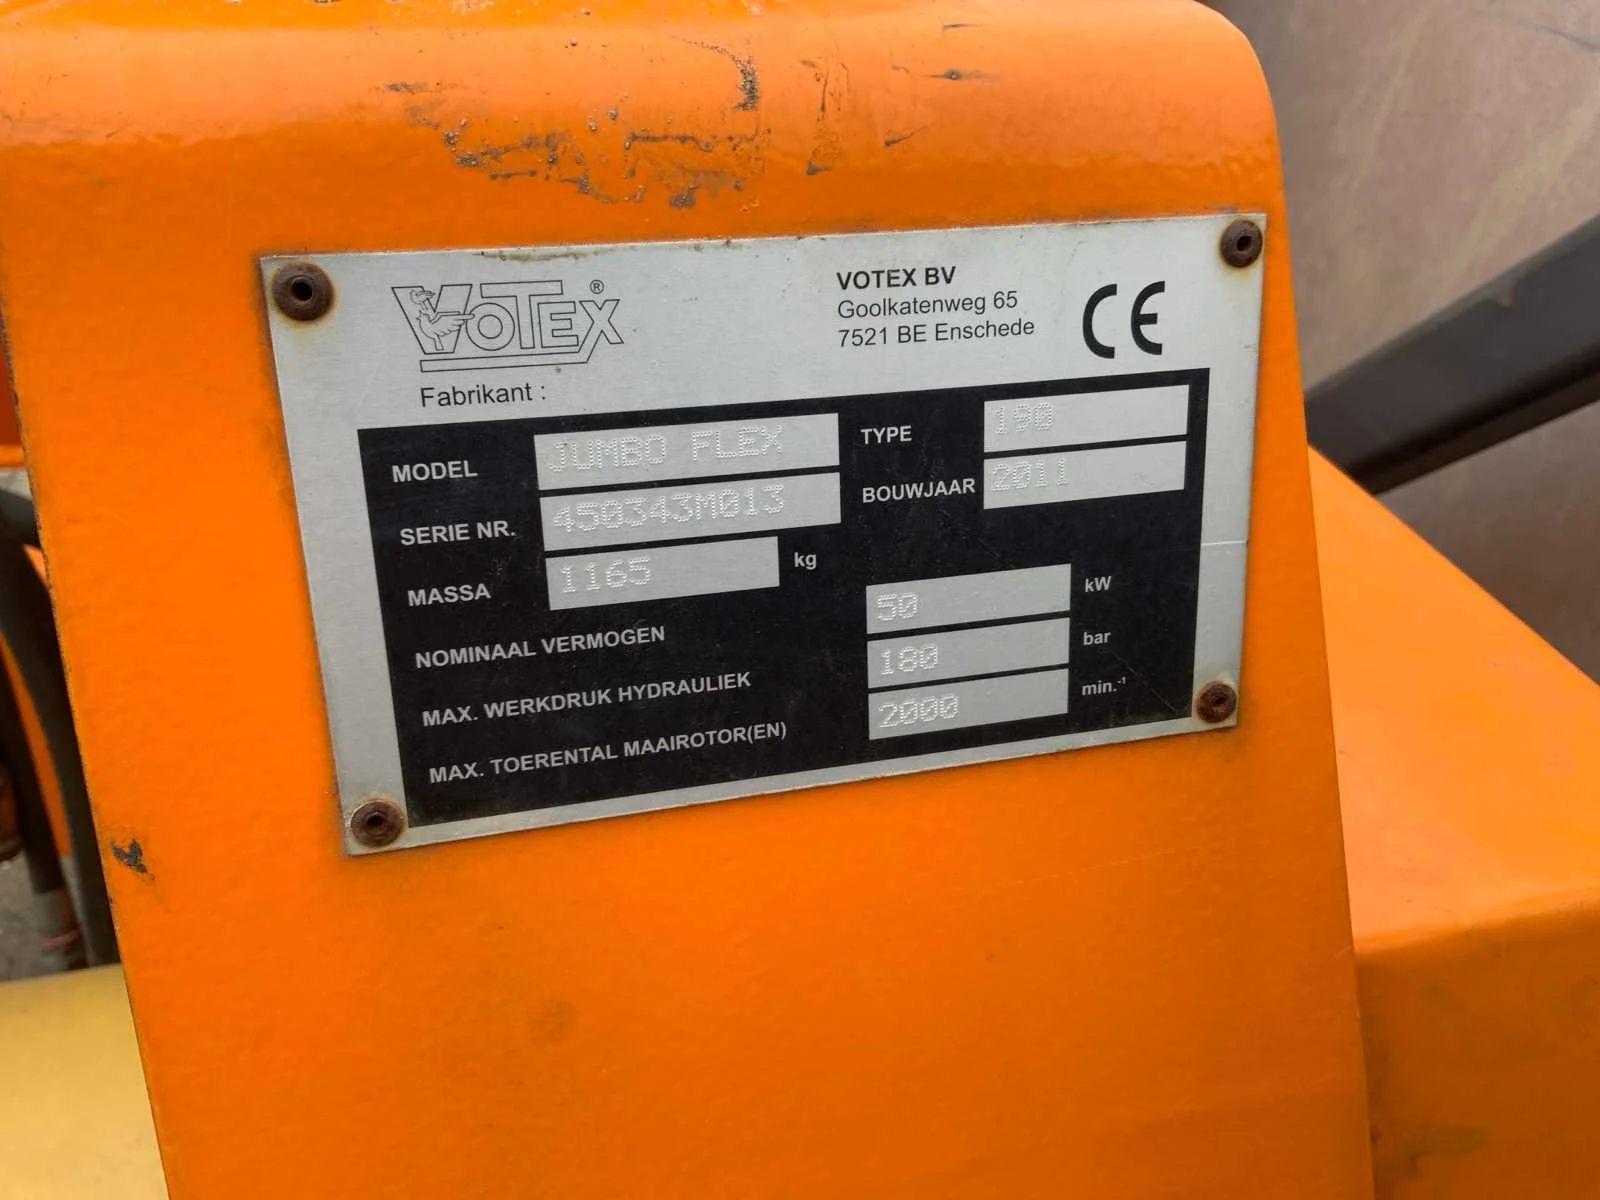 VOTEX®
VOTEX BV
Goolkatenweg 65
7521 BE Enschede
CE
Fabrikant :
MODEL JUMBO FLEX
TYPE 190
SERIE NR. 450343M013
BOUWJAAR 2011
MASSA 1165 kg
NOMINAAL VERMOGEN 50 kW
MAX. WERKDRUK HYDRAULIEK 180 bar
MAX. TOERENTAL MAAIROTOR(EN) 2000 min.⁻¹